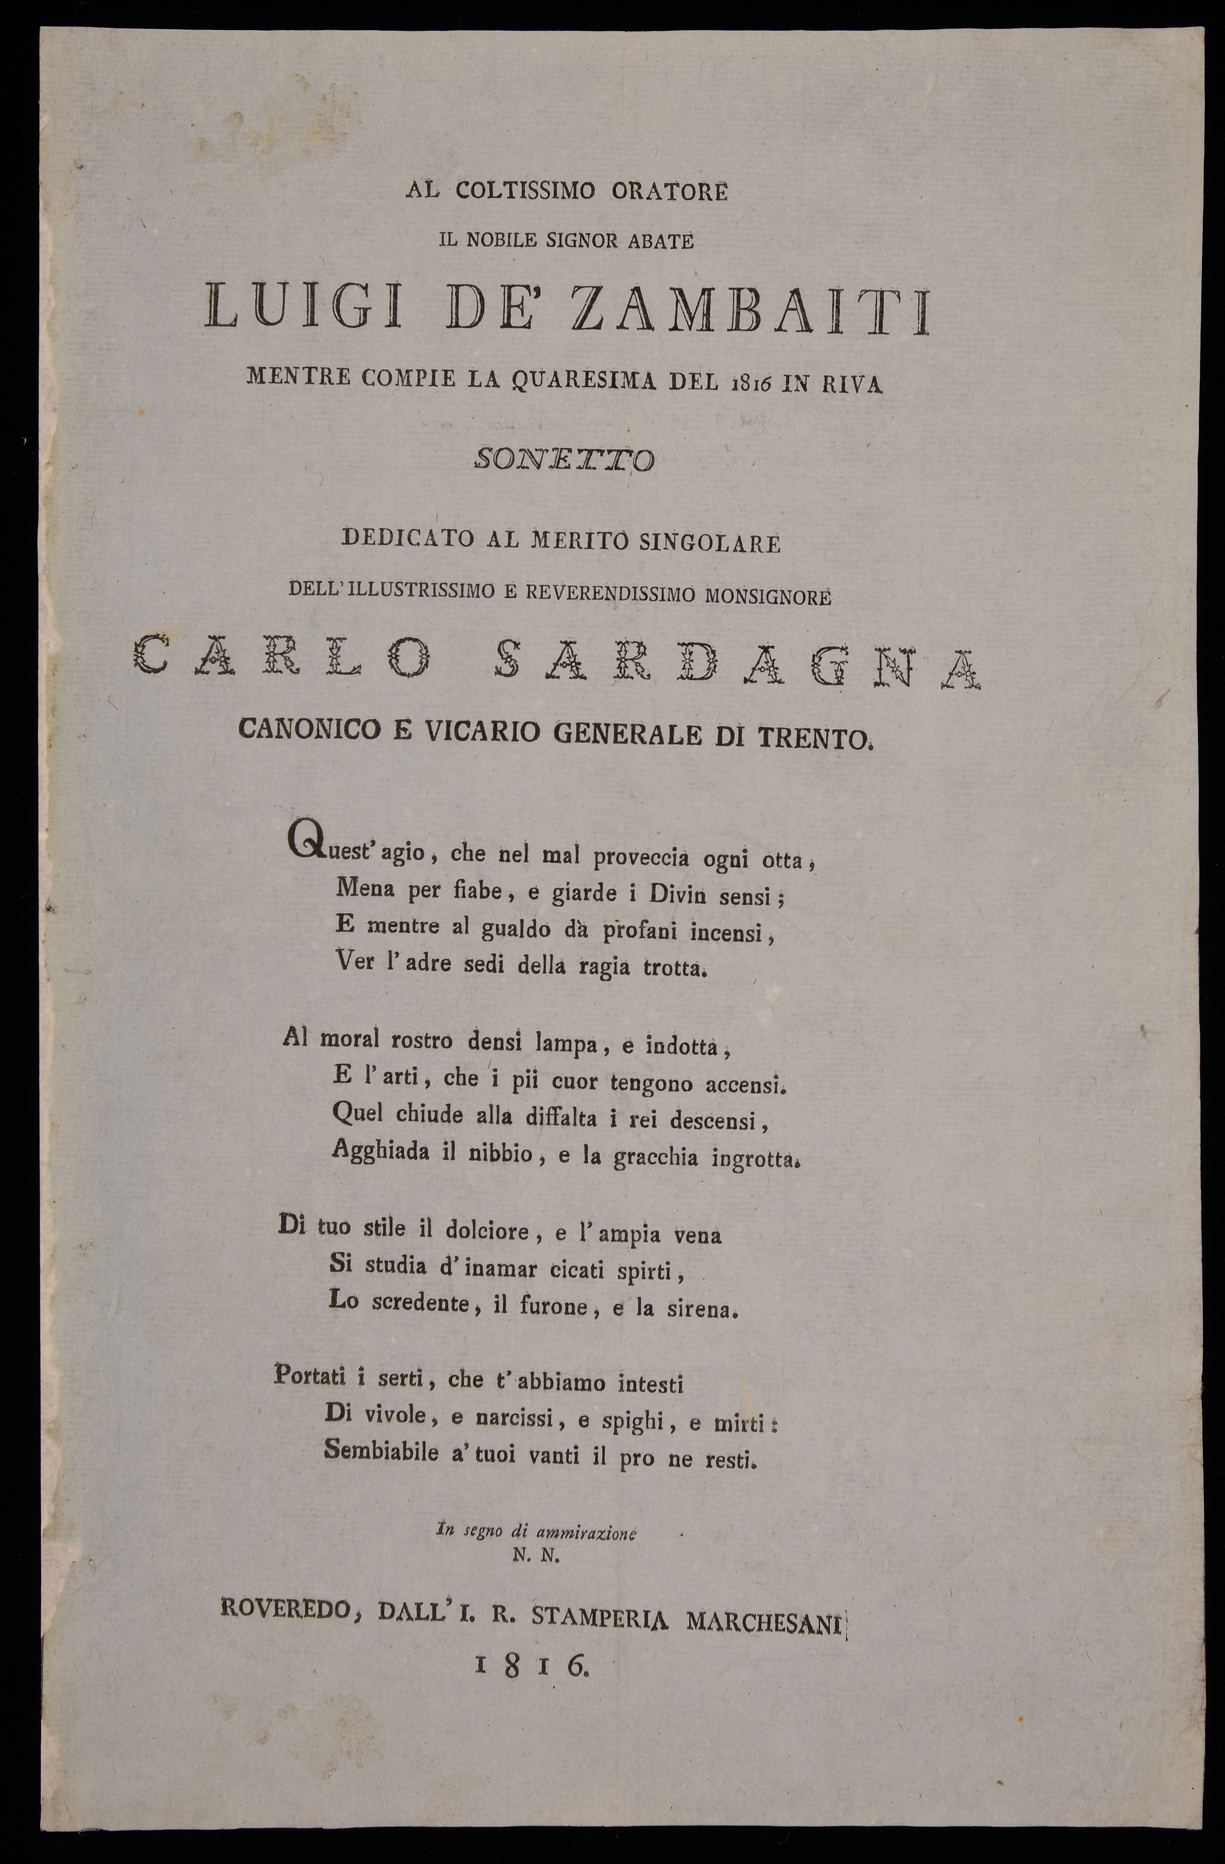 AL COLTISSIMO ORATORE
IL NOBILE SIGNOR ABATE
LUIGI DE' ZAMBAITI
MENTRE COMPIE LA QUARESIMA DEL 1816 IN RIVA
SONETTO
DEDICATO AL MERITO SINGOLARE
DELL'ILLUSTRISSIMO E REVERENDISSIMO MONSIGNORE
CARLO SARDAGNA
CANONICO E VICARIO GENERALE DI TRENTO.
Quest' agio, che nel mal proveccia ogni otta,
Mena per fiabe, e giarde i Divin sensi;
E mentre al gualdo dà profani incensi,
Ver l'adre sedi della ragia trotta.
Al moral rostro densi lampa, e indotta,
E l'arti, che i pii cuor tengono accensi.
Quel chiude alla diffalta i rei descensi,
Agghiada il nibbio, e la gracchia ingrotta.
Di tuo stile il dolciore, e l'ampia vena
Si studia d'inamar cicati spirti,
Lo scredente, il furone, e la sirena.
Portati i serti, che t'abbiamo intesti
Di vivole, e narcissi, e spighi, e mirti:
Sembiabile a' tuoi vanti il pro ne resti.
In segno di ammirazione
N. N.
ROVEREDO, DALL' I. R. STAMPERIA MARCHESANI
1816.